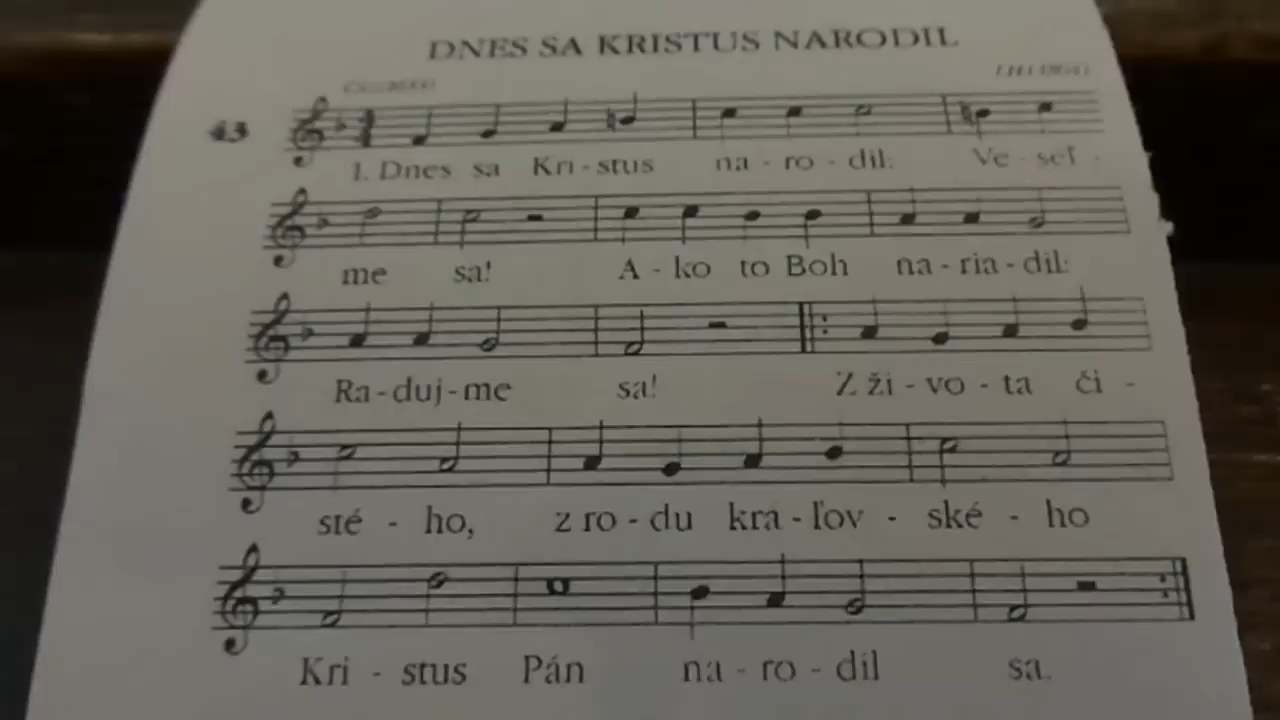 DNES SA KRISTUS NARODIL
43
1. Dnes sa Kri - stus na - ro - dil: Ve - seľ -
me sa! A - ko to Boh na - ria - dil:
Ra - duj - me sa! Z ži - vo - ta či -
sté - ho, z ro - du kra - ľov - ské - ho
Kri - stus Pán na - ro - dil sa.